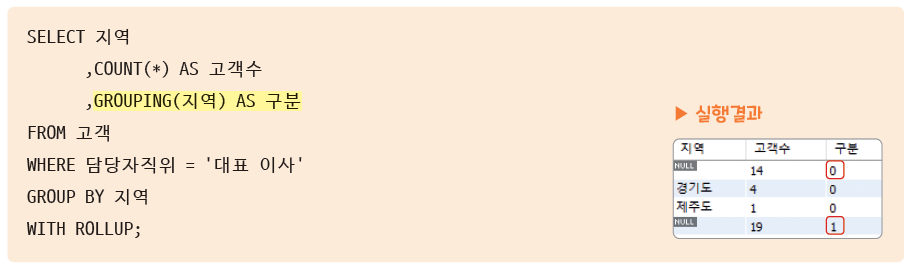 SELECT 지역
,COUNT(*) AS 고객수
,GROUPING(지역) AS 구분
FROM 고객
WHERE 담당자직위 = '대표 이사'
GROUP BY 지역
WITH ROLLUP;
▶ 실행결과
지역 고객수 구분
NULL 14 0
경기도 4 0
제주도 1 0
NULL 19 1